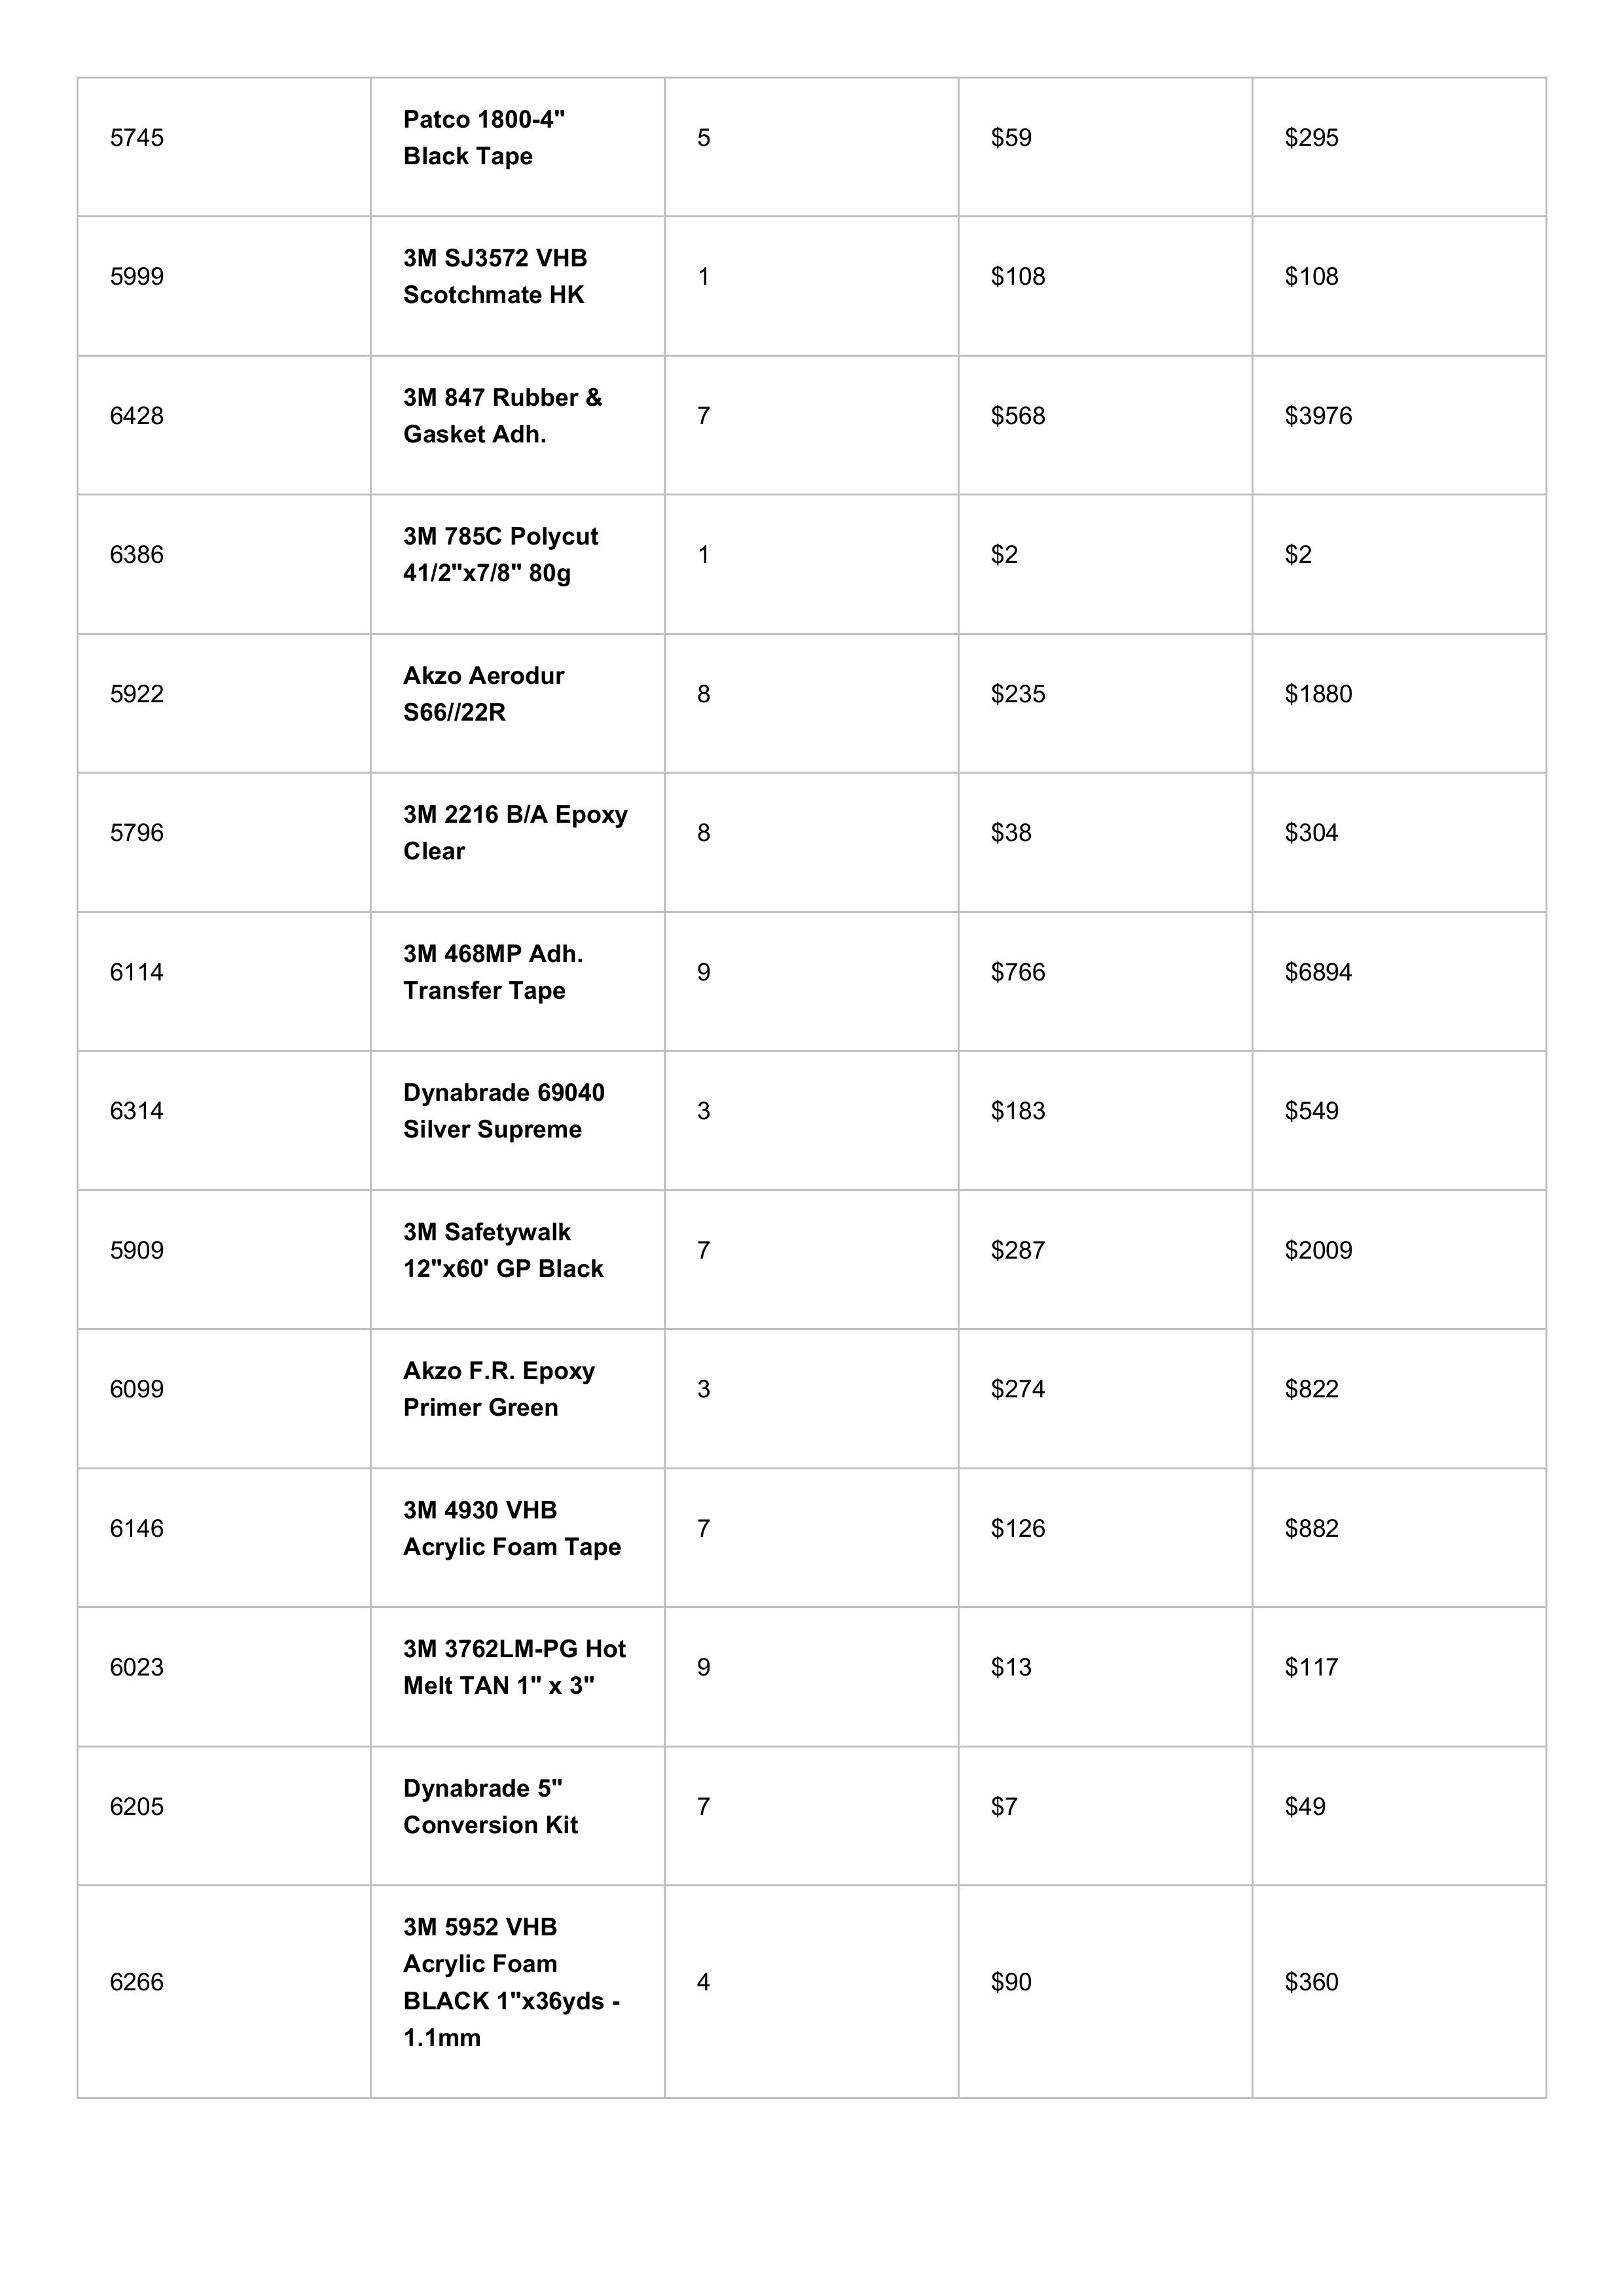 5745
Patco 1800-4"
Black Tape
5
$59
$295
5999
3M SJ3572 VHB
Scotchmate HK
1
$108
$108
6428
3M 847 Rubber &
Gasket Adh.
7
$568
$3976
6386
3M 785C Polycut
41/2"x7/8" 80g
1
$2
$2
5922
Akzo Aerodur
S66//22R
8
$235
$1880
5796
3M 2216 B/A Epoxy
Clear
8
$38
$304
6114
3M 468MP Adh.
Transfer Tape
9
$766
$6894
6314
Dynabrade 69040
Silver Supreme
3
$183
$549
5909
3M Safetywalk
12"x60' GP Black
7
$287
$2009
6099
Akzo F.R. Epoxy
Primer Green
3
$274
$822
6146
3M 4930 VHB
Acrylic Foam Tape
7
$126
$882
6023
3M 3762LM-PG Hot
Melt TAN 1" x 3"
9
$13
$117
6205
Dynabrade 5"
Conversion Kit
7
$7
$49
6266
3M 5952 VHB
Acrylic Foam
BLACK 1"x36yds -
1.1mm
4
$90
$360